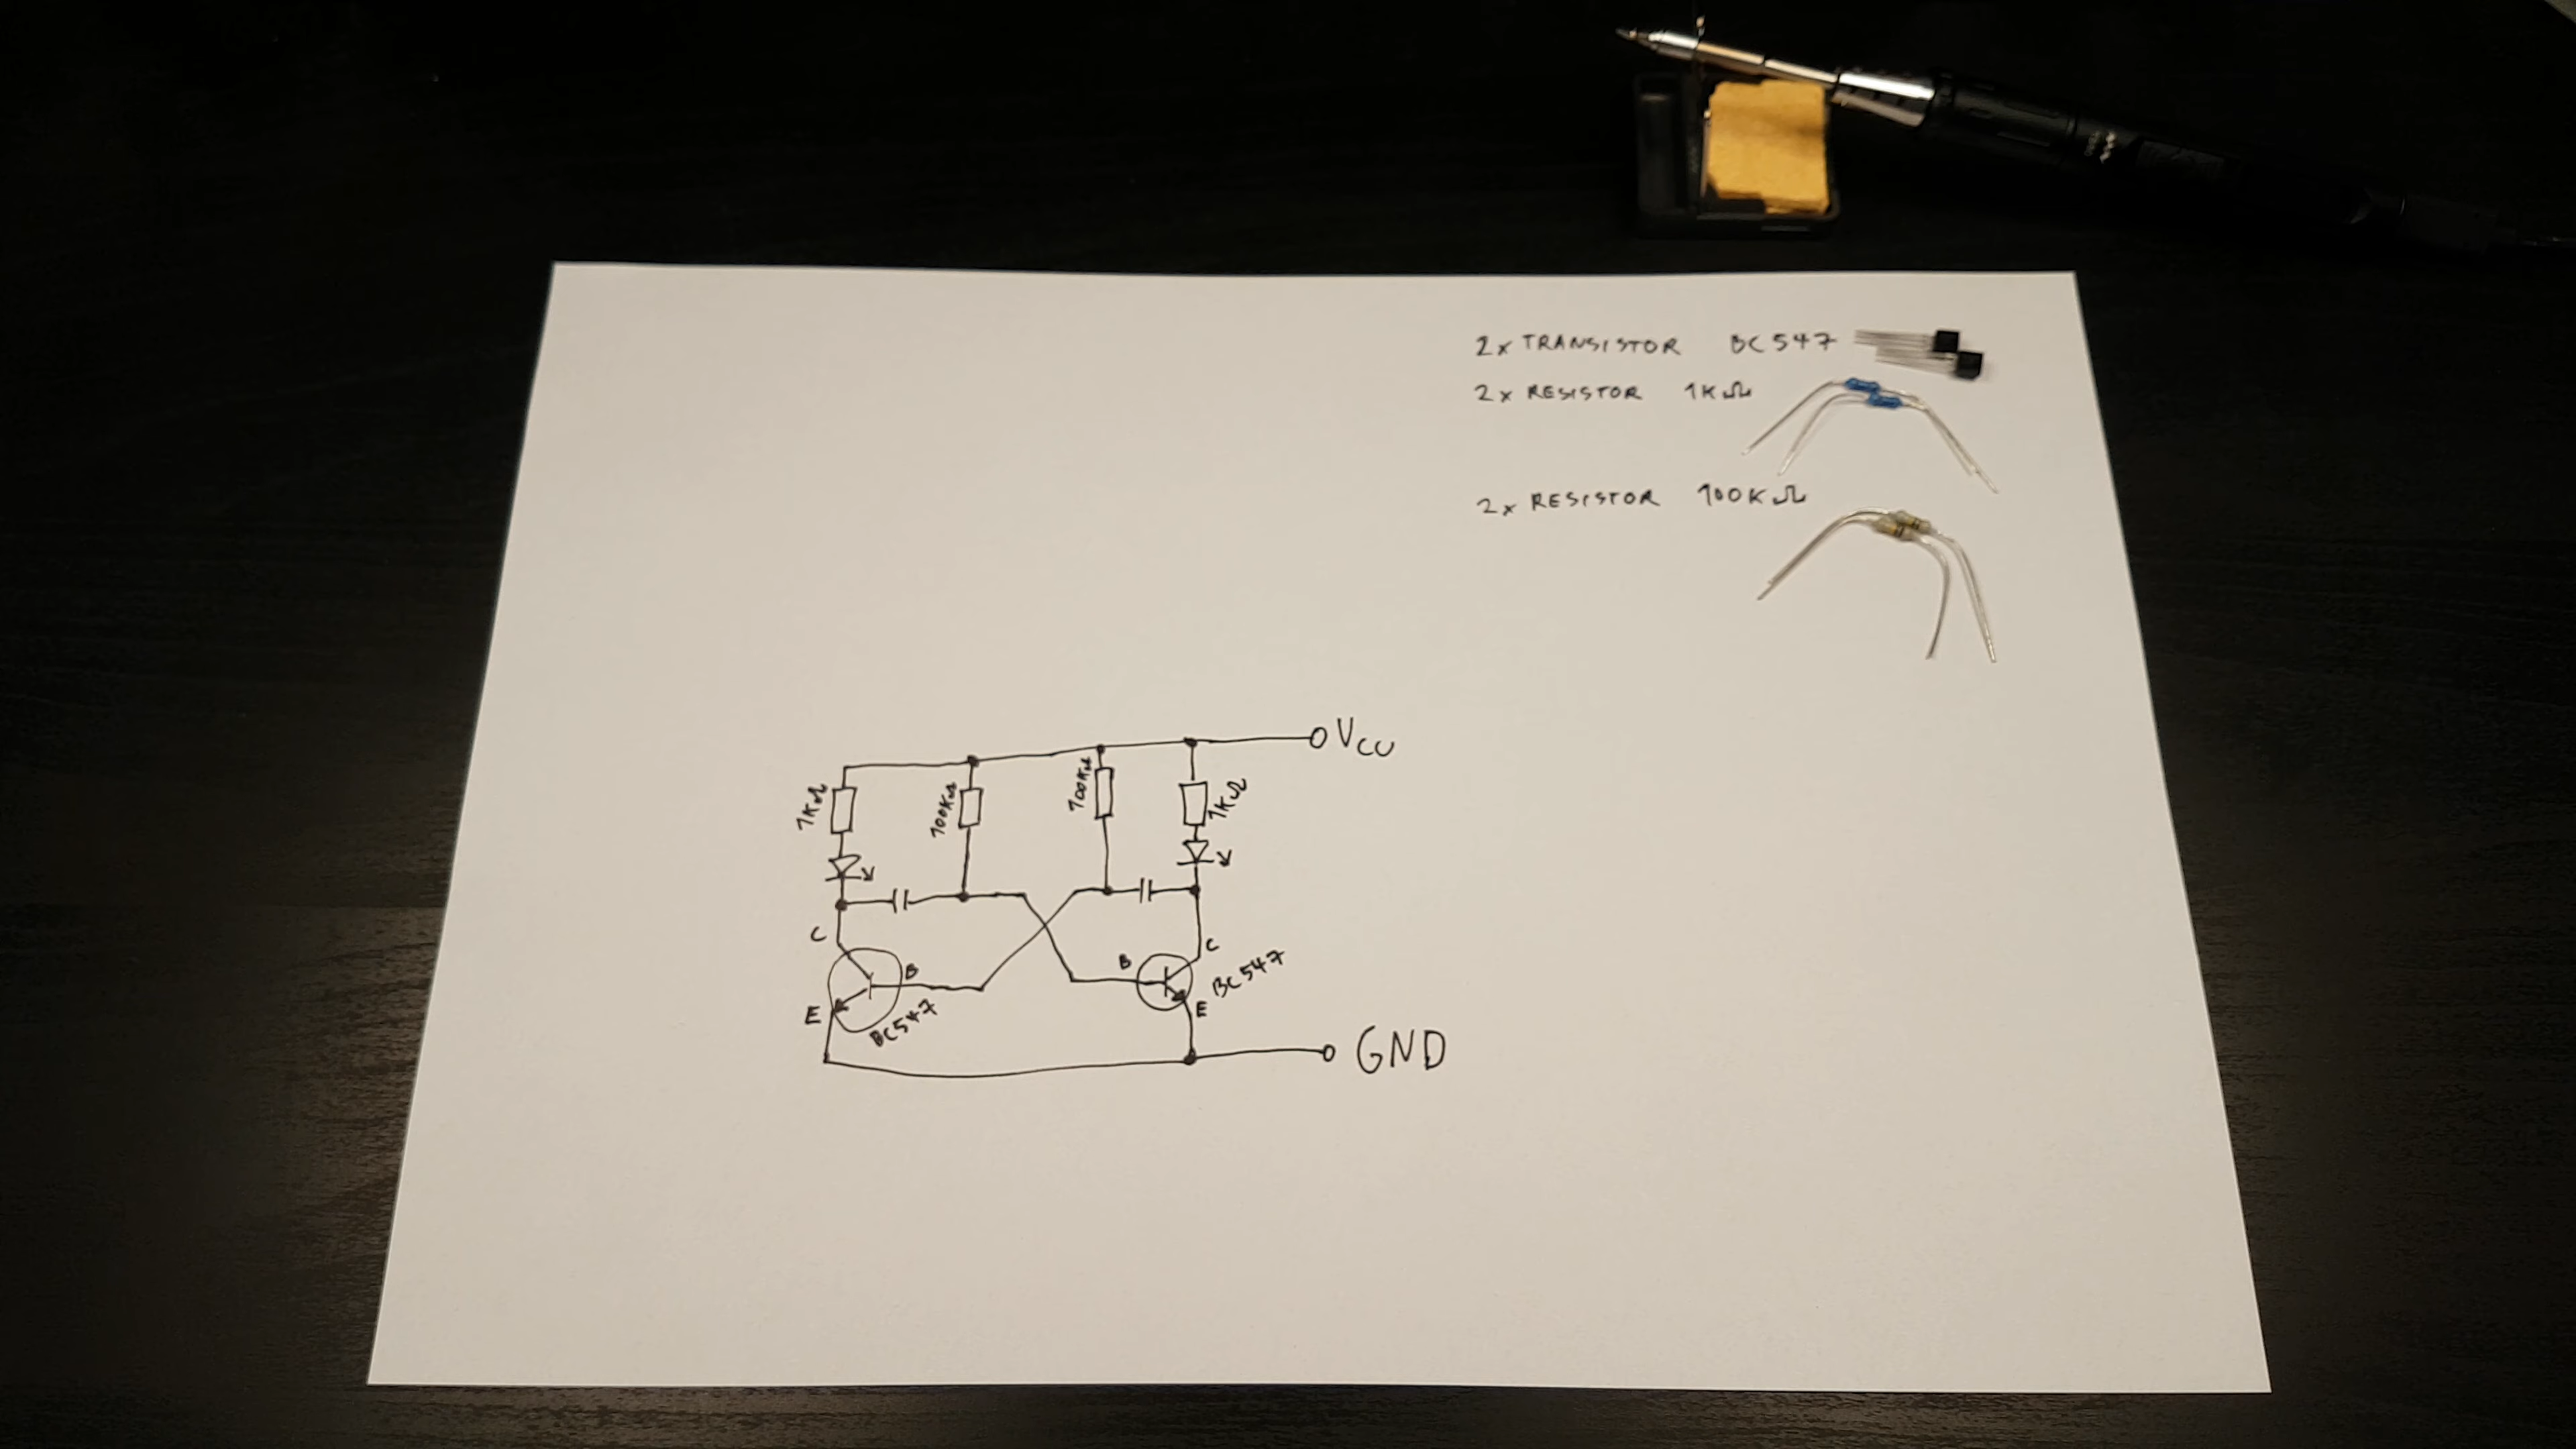 2x TRANSISTOR BC547
2x RESISTOR 1KΩ
2x RESISTOR 100KΩ
VCC
1KΩ
100KΩ
100KΩ
1KΩ
C
C
B
B
BC547
E
E
BC547
GND